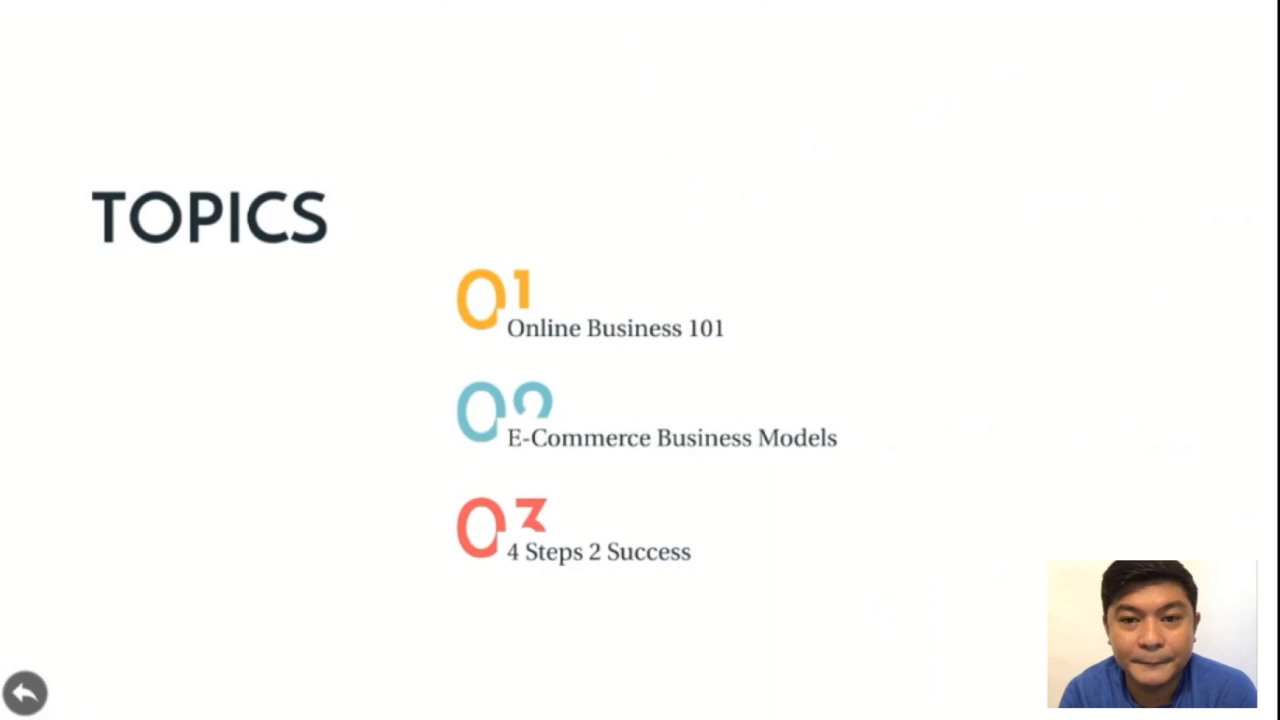 TOPICS
01
Online Business 101
02
E-Commerce Business Models
03
4 Steps 2 Success